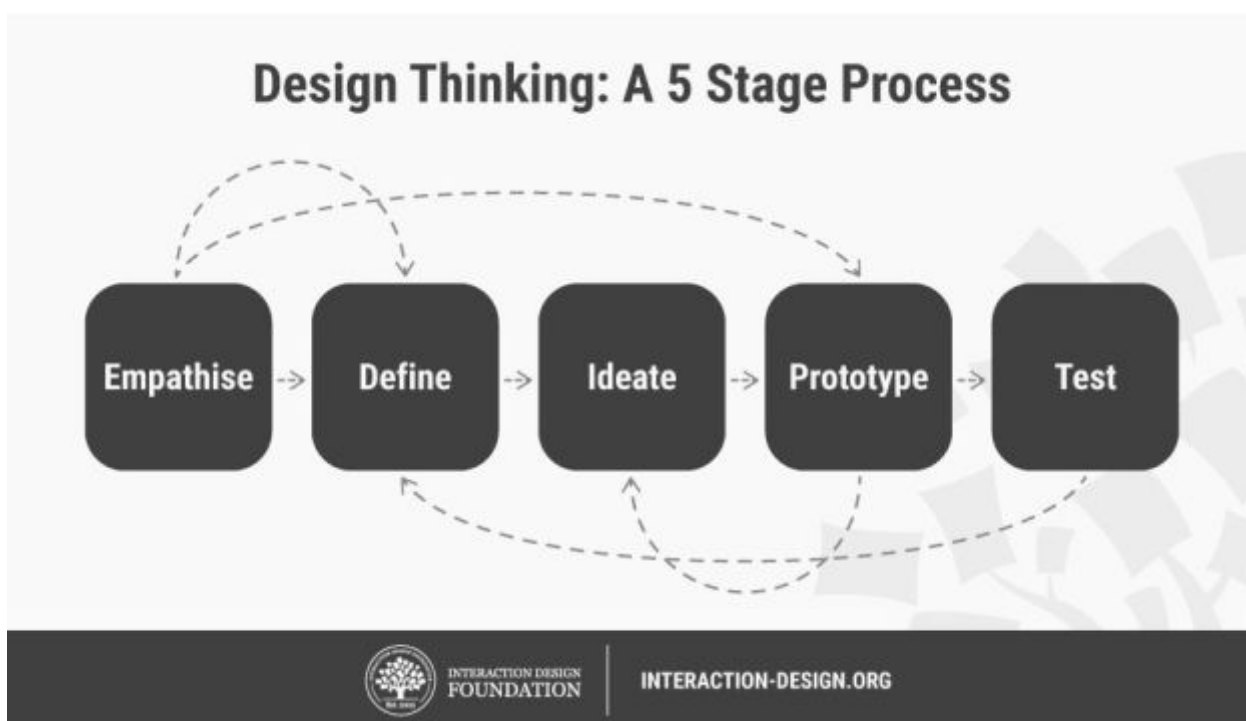 Design Thinking: A 5 Stage Process
Empathise
Define
Ideate
Prototype
Test
INTERACTION DESIGN
FOUNDATION
INTERACTION-DESIGN.ORG